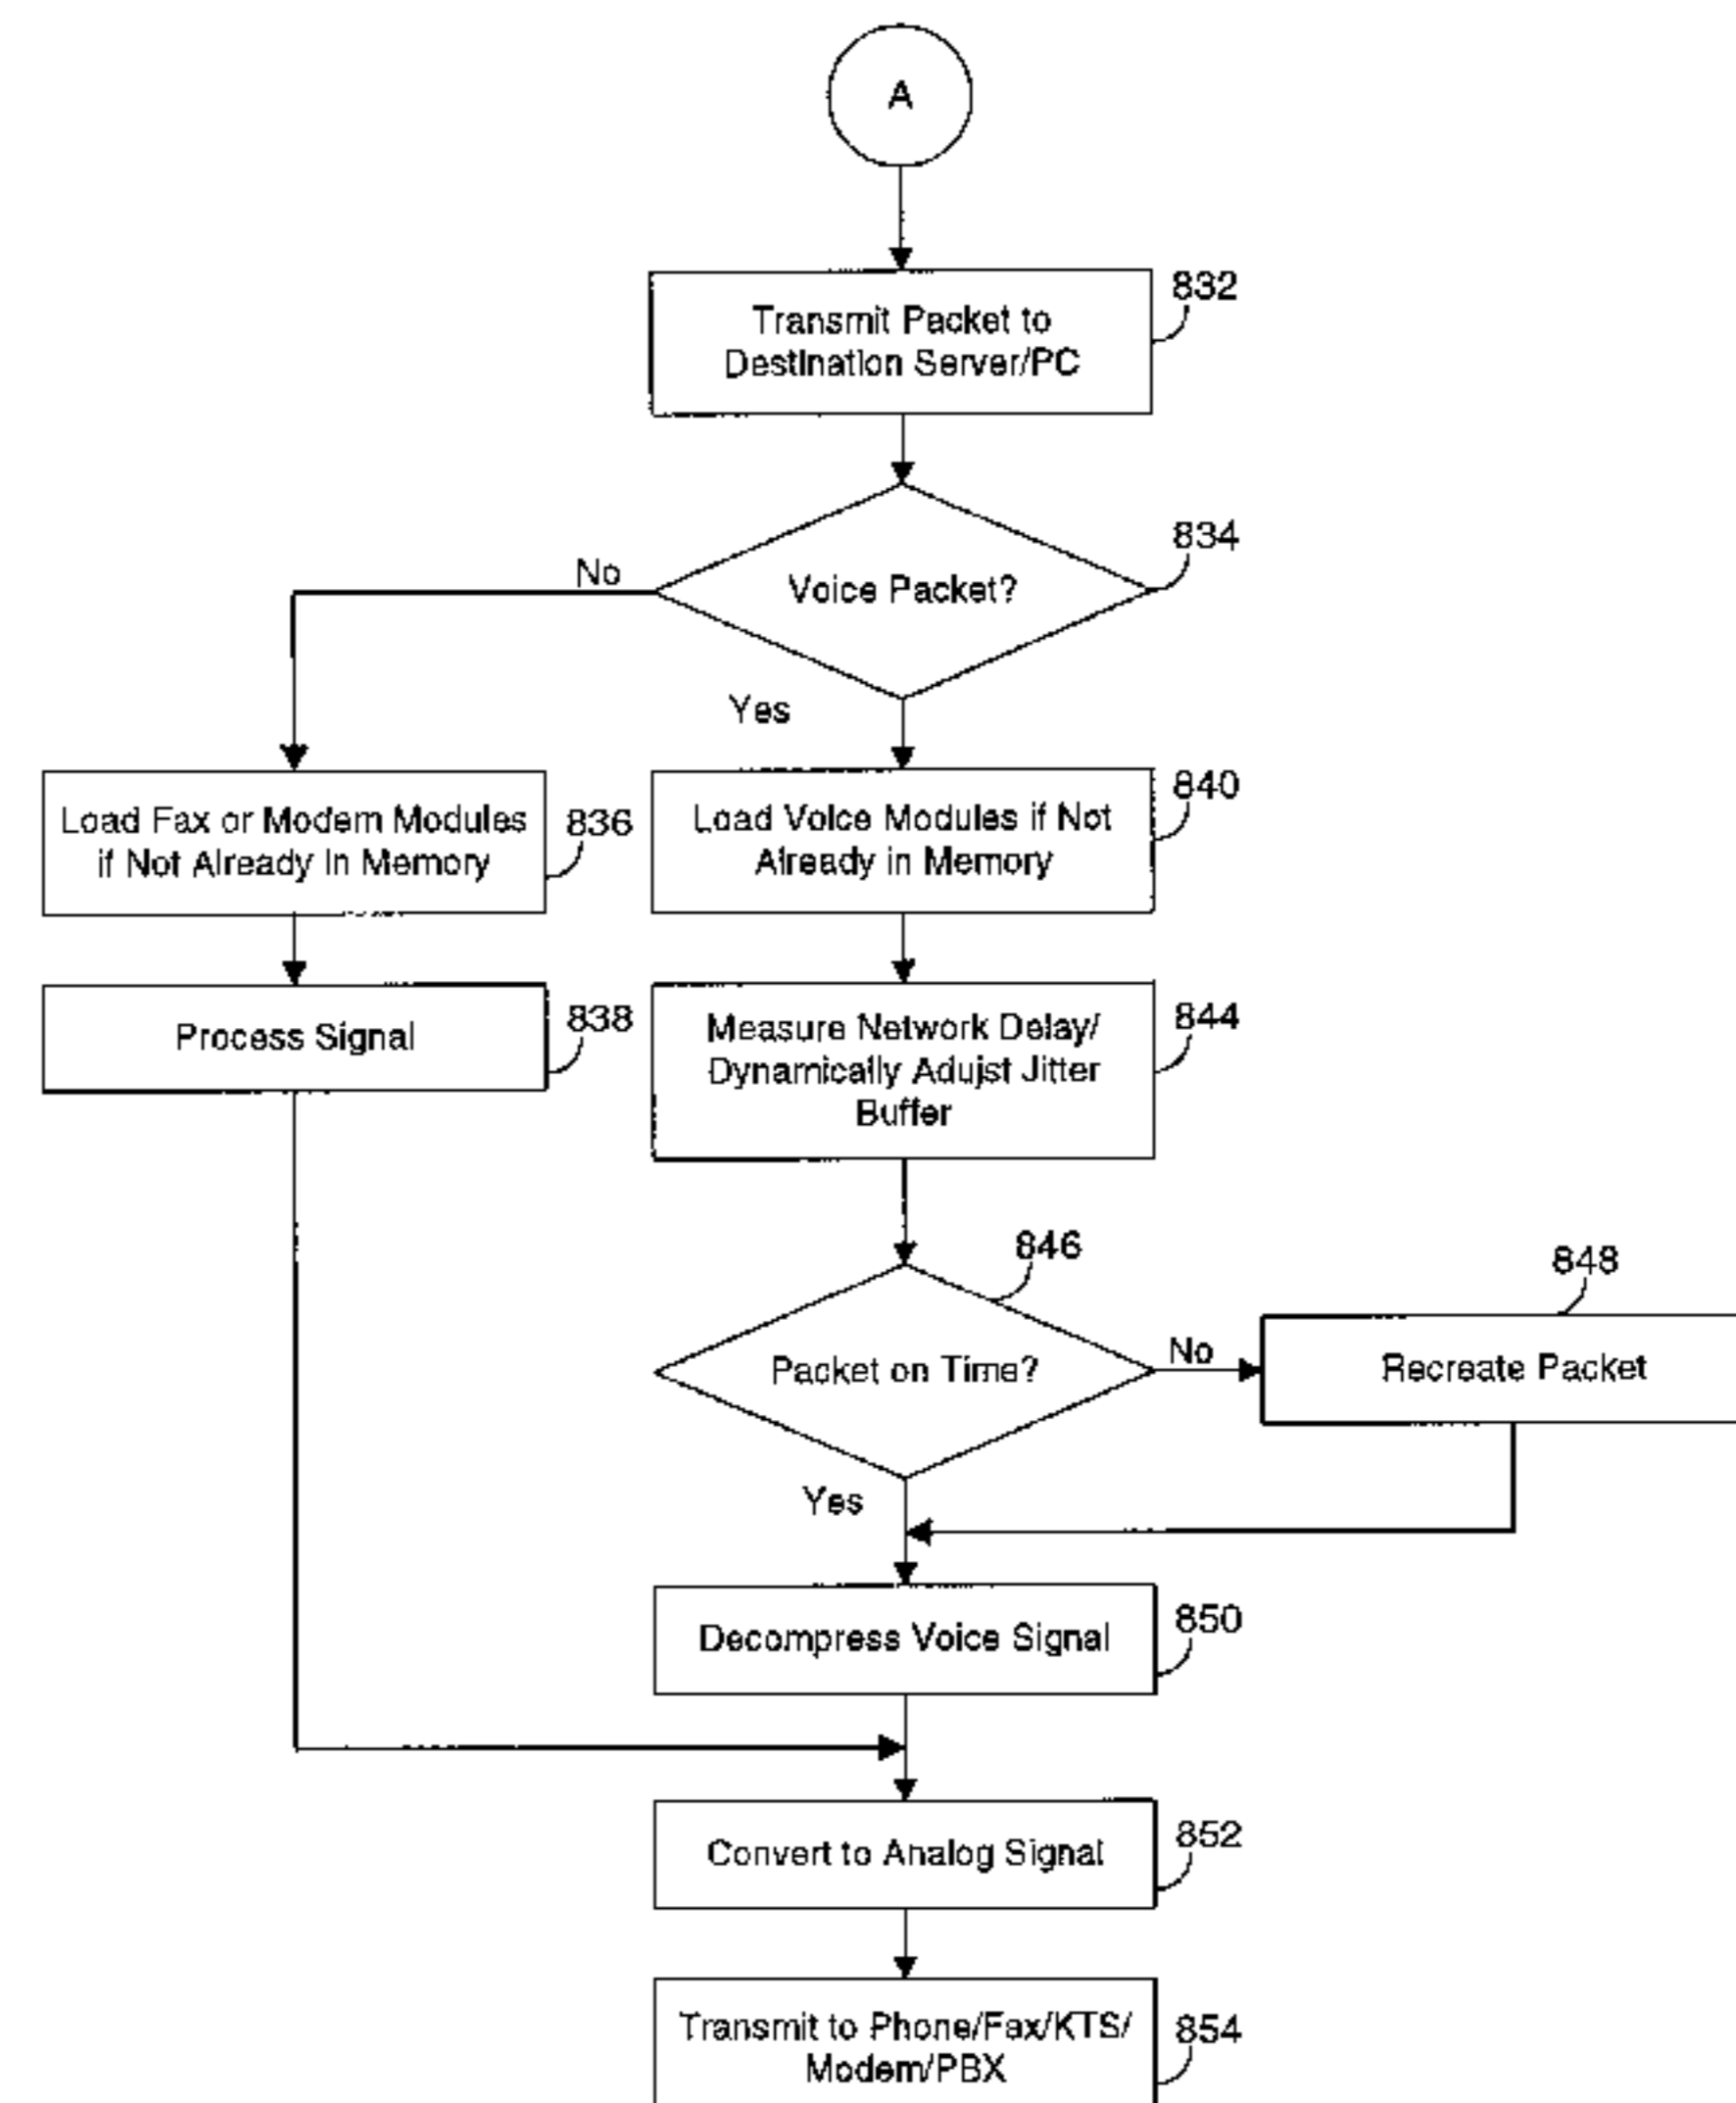 A
832
Transmit Packet to
Destination Server/PC
834
Voice Packet?
No
Yes
Load Fax or Modem Modules
if Not Already In Memory
836
Load Voice Modules if Not
Already in Memory
840
Process Signal
838
Measure Network Delay/
Dynamically Adujst Jitter
Buffer
844
846
848
Packet on Time?
No
Recreate Packet
Yes
Decompress Voice Signal
850
Convert to Analog Signal
852
Transmit to Phone/Fax/KTS/
Modem/PBX
854